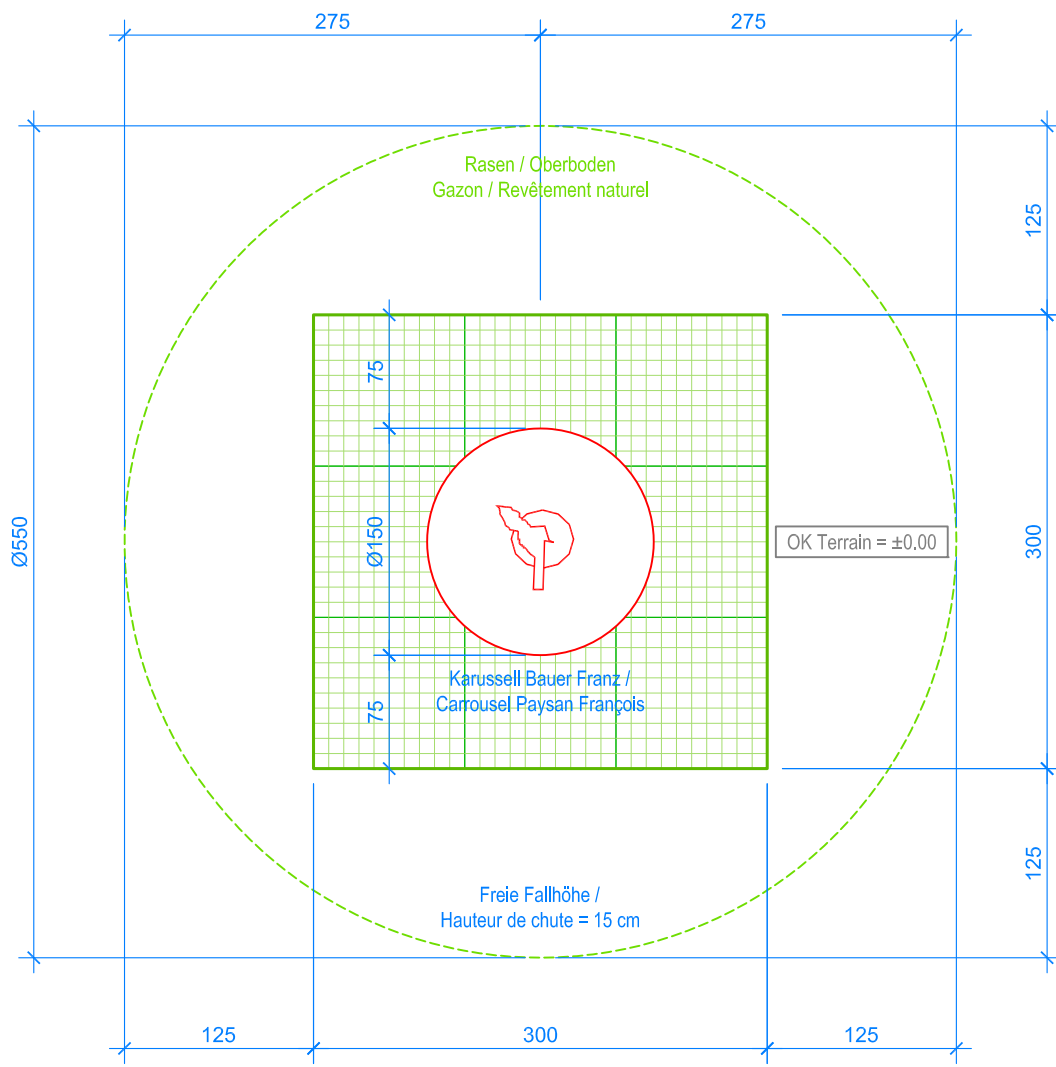 275
275
Rasen / Oberboden
Gazon / Revêtement naturel
125
75
Ø550
Ø150
OK Terrain = ±0,00
300
Karussell Bauer Franz /
Carrousel Paysan François
75
125
Freie Fallhöhe /
Hauteur de chute = 15 cm
125
300
125